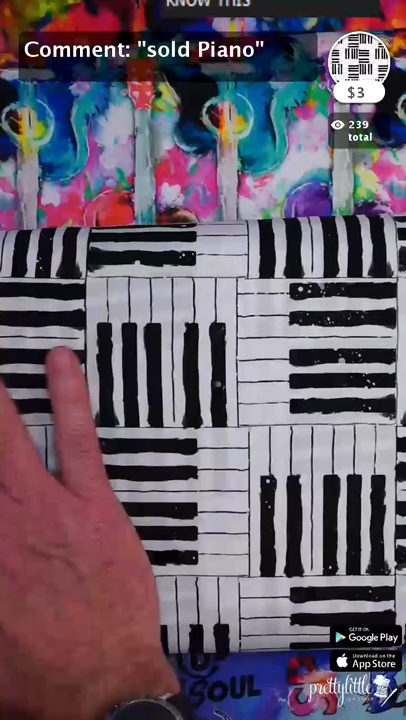 KNOW THIS
Comment: "sold Piano"
$3
239
total
SOUL
GET IT ON
Google Play
Download on the
App Store
prettylittle